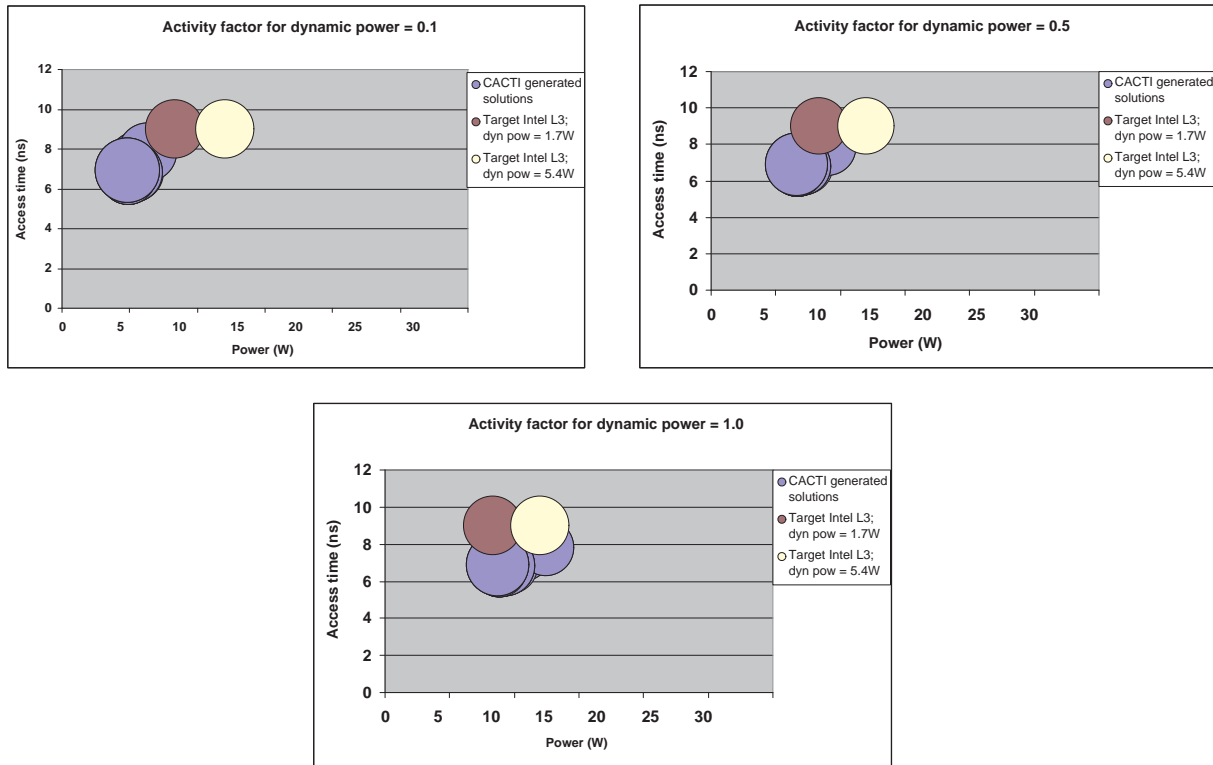 Activity factor for dynamic power = 0.1
12
10
8
6
4
2
0
Access time (ns)
0 5 10 15 20 25 30
Power (W)
CACTI generated
solutions
Target Intel L3;
dyn pow = 1.7W
Target Intel L3;
dyn pow = 5.4W
Activity factor for dynamic power = 0.5
12
10
8
6
4
2
0
Access time (ns)
0 5 10 15 20 25 30
Power (W)
CACTI generated
solutions
Target Intel L3;
dyn pow = 1.7W
Target Intel L3;
dyn pow = 5.4W
Activity factor for dynamic power = 1.0
12
10
8
6
4
2
0
Access time (ns)
0 5 10 15 20 25 30
Power (W)
CACTI generated
solutions
Target Intel L3;
dyn pow = 1.7W
Target Intel L3;
dyn pow = 5.4W